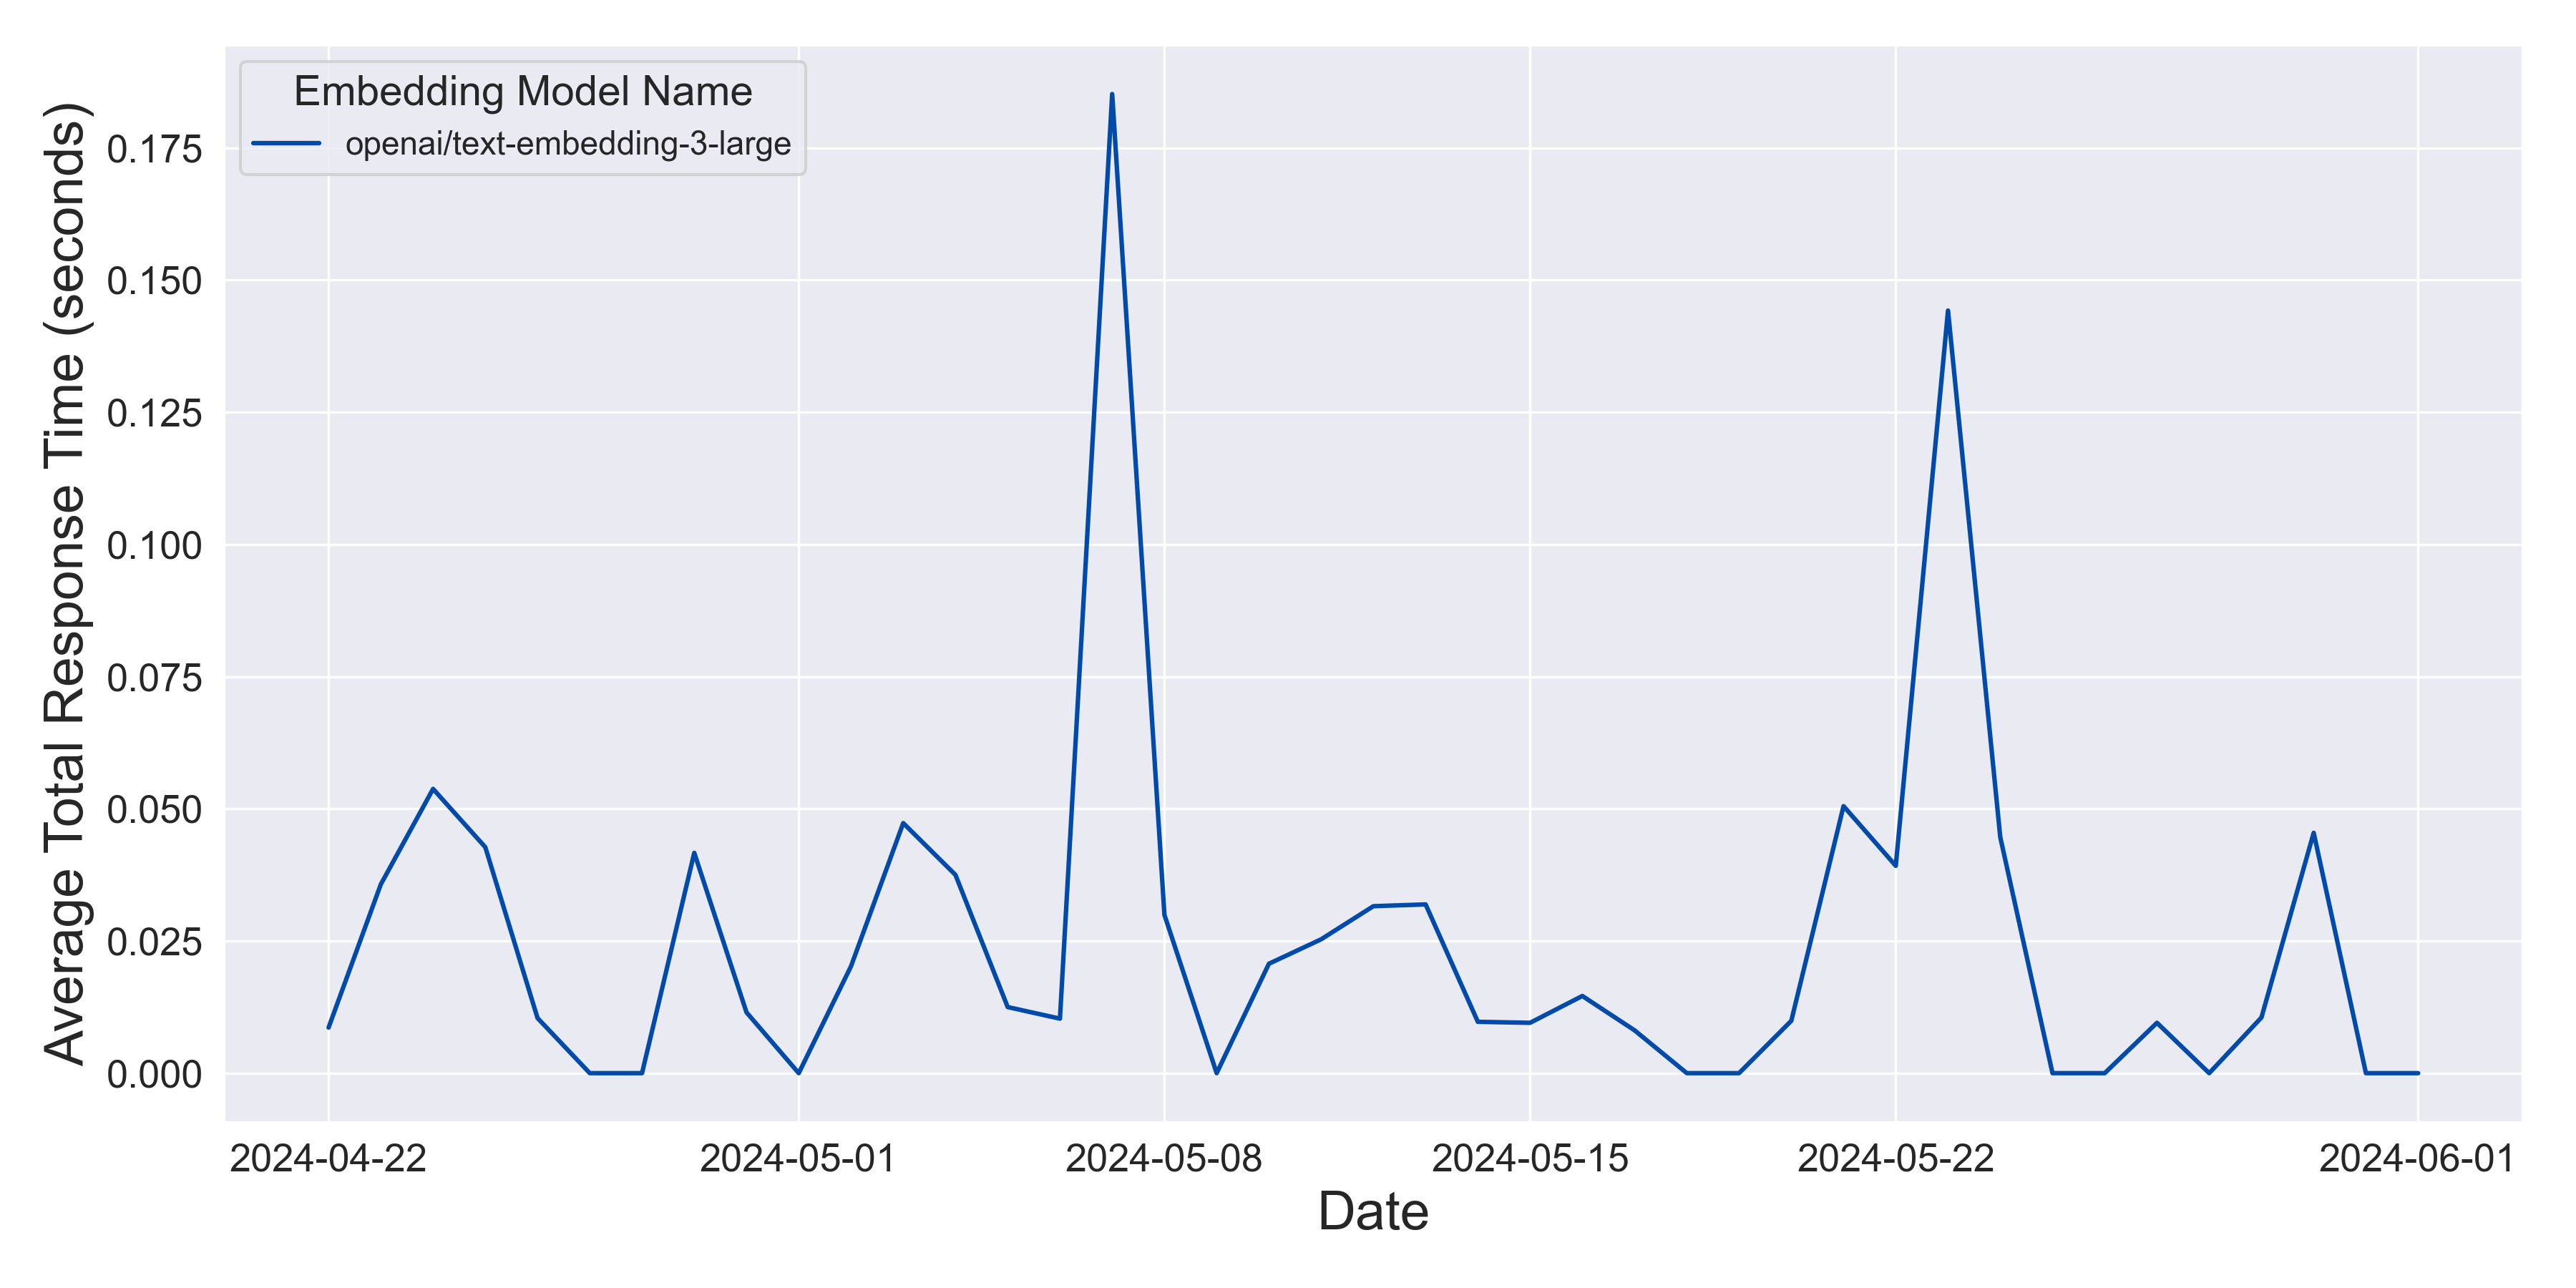 Embedding Model Name
openai/text-embedding-3-large
Average Total Response Time (seconds)
0.175
0.150
0.125
0.100
0.075
0.050
0.025
0.000
2024-04-22 2024-05-01 2024-05-08 2024-05-15 2024-05-22 2024-06-01
Date